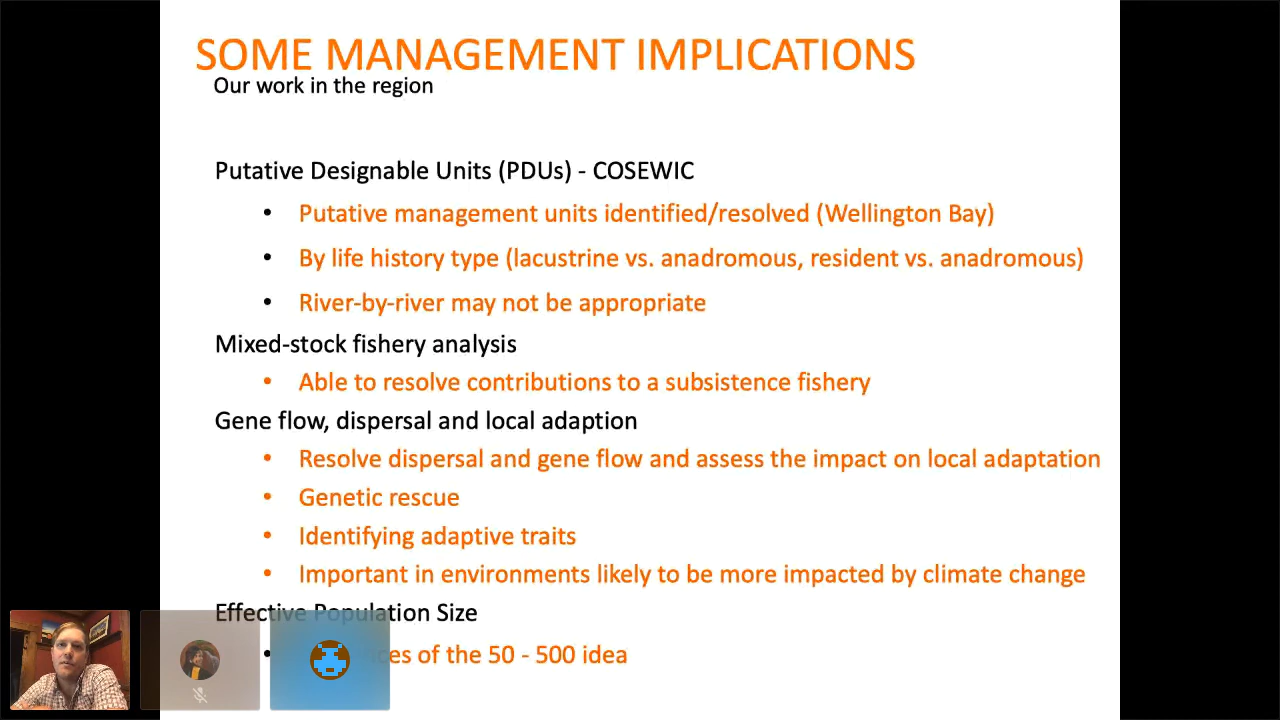 SOME MANAGEMENT IMPLICATIONS
Our work in the region
Putative Designable Units (PDUs) - COSEWIC
• Putative management units identified/resolved (Wellington Bay)
• By life history type (lacustrine vs. anadromous, resident vs. anadromous)
• River-by-river may not be appropriate
Mixed-stock fishery analysis
• Able to resolve contributions to a subsistence fishery
Gene flow, dispersal and local adaption
• Resolve dispersal and gene flow and assess the impact on local adaptation
• Genetic rescue
• Identifying adaptive traits
• Important in environments likely to be more impacted by climate change
Effective Population Size
• of the 50 - 500 idea